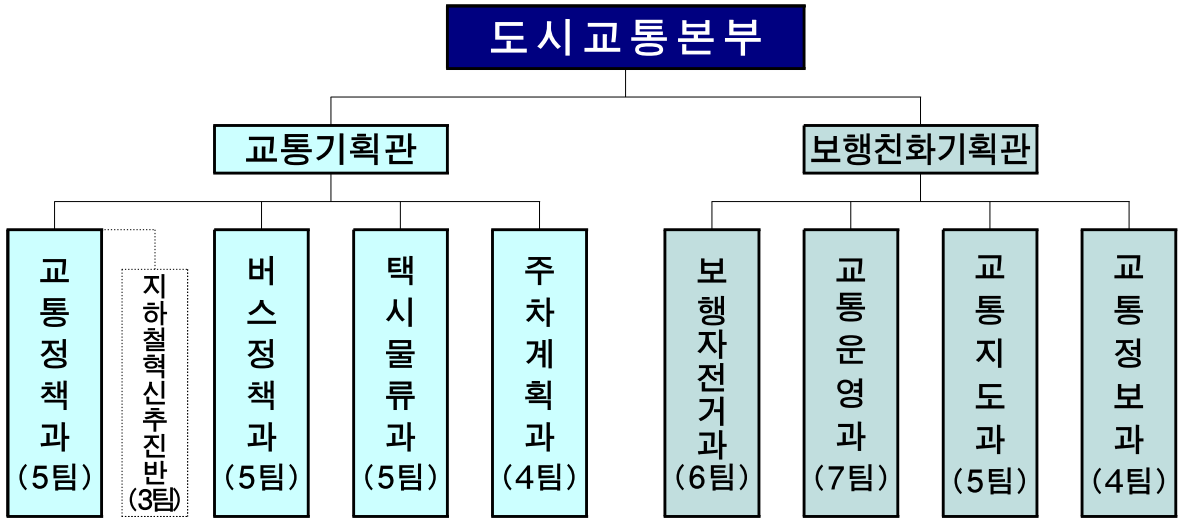 도시교통본부
교통기획관
보행친화기획관
교통정책과
(5팀)
지하철혁신추진반
(3팀)
버스정책과
(5팀)
택시물류과
(5팀)
주차계획과
(4팀)
보행자전거과
(6팀)
교통운영과
(7팀)
교통지도과
(5팀)
교통정보과
(4팀)